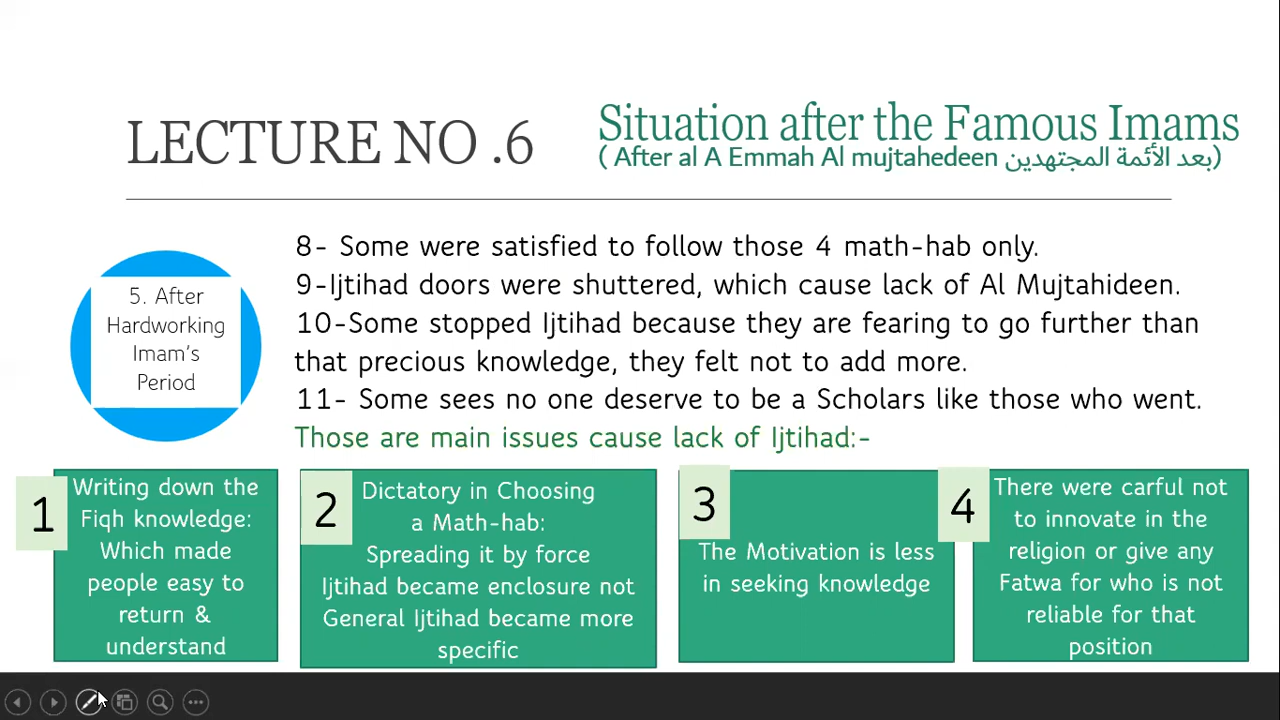 LECTURE NO .6
Situation after the Famous Imams
( After al A Emmah Al mujtahedeen بعد الأئمة المجتهدين)
5. After
Hardworking
Imam's
Period
8- Some were satisfied to follow those 4 math-hab only.
9-Ijtihad doors were shuttered, which cause lack of Al Mujtahideen.
10-Some stopped Ijtihad because they are fearing to go further than
that precious knowledge, they felt not to add more.
11- Some sees no one deserve to be a Scholars like those who went.
Those are main issues cause lack of Ijtihad:-
1
Writing down the
Fiqh knowledge:
Which made
people easy to
return &
understand
2
Dictatory in Choosing
a Math-hab:
Spreading it by force
Ijtihad became enclosure not
General Ijtihad became more
specific
3
The Motivation is less
in seeking knowledge
4
There were carful not
to innovate in the
religion or give any
Fatwa for who is not
reliable for that
position